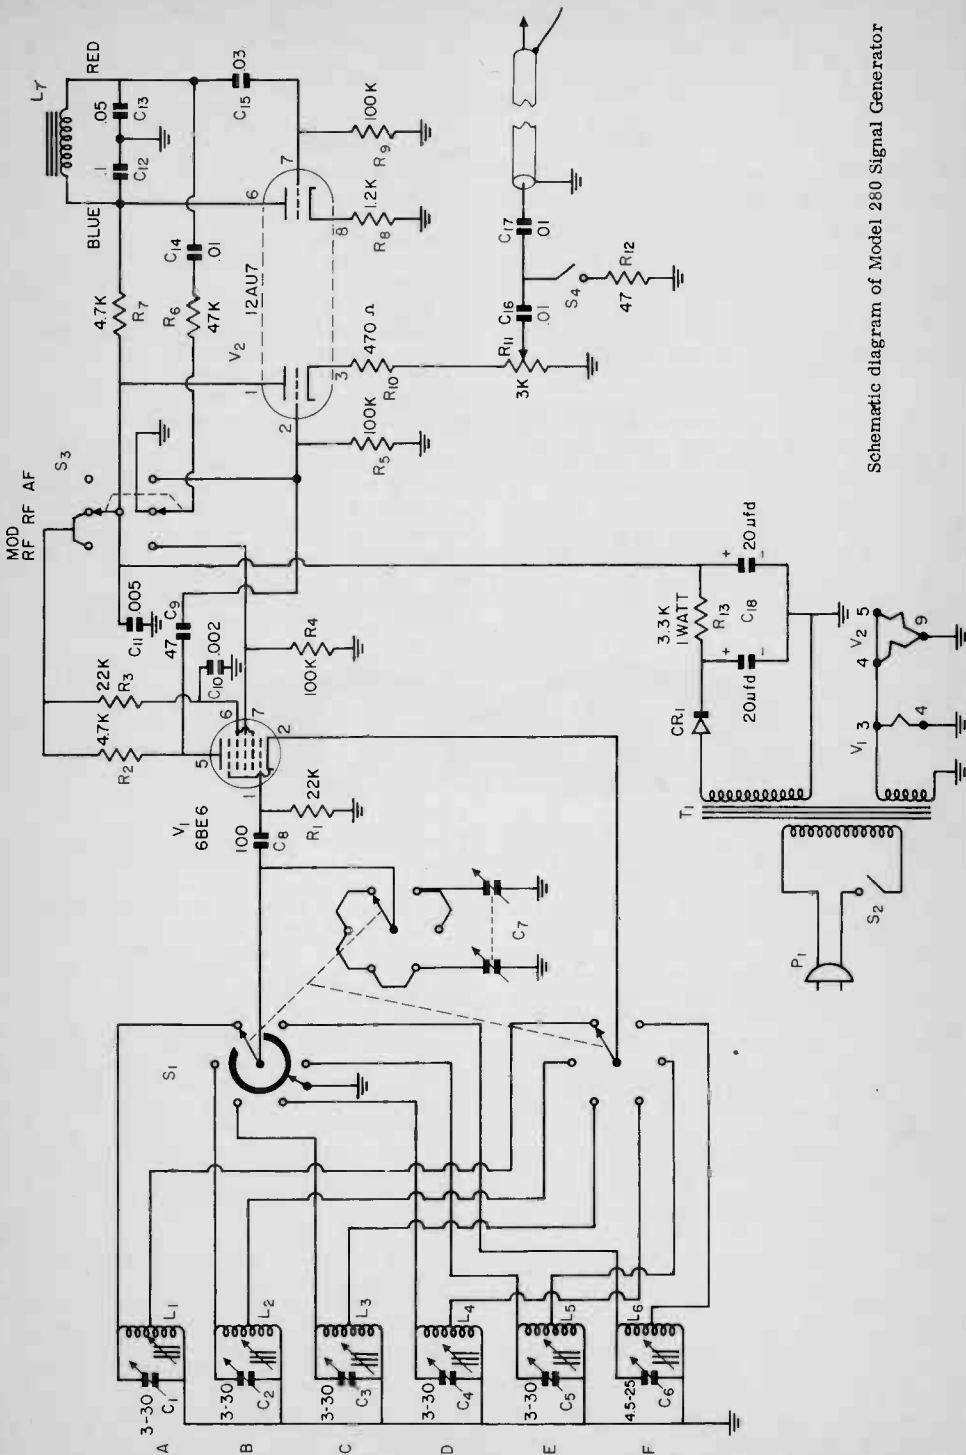 L7
BLUE
RED
.1
.05
C12
C13
.03
C15
C14
.01
4.7K
R7
R6
47K
12AU7
V2
6
7
8
1
2
3
1.2K
R8
100K
R9
470 Ω
R10
100K
R5
R11
3K
C16
.01
C17
.01
S4
47
R12
MOD
RF RF AF
S3
C11
.005
C9
47
C10
.002
R4
100K
22K
R3
4.7K
R2
V1
6BE6
5
6
7
1
2
100
C8
R1
22K
C7
S1
A
3-30
C1
L1
B
3-30
C2
L2
C
3-30
C3
L3
D
3-30
C4
L4
E
3-30
C5
L5
F
4.5-25
C6
L6
P1
S2
T1
CR1
3.3K
1 WATT
R13
C18
+
-
20µfd
+
-
20µfd
V1
3
4
V2
4
5
9
Schematic diagram of Model 280 Signal Generator